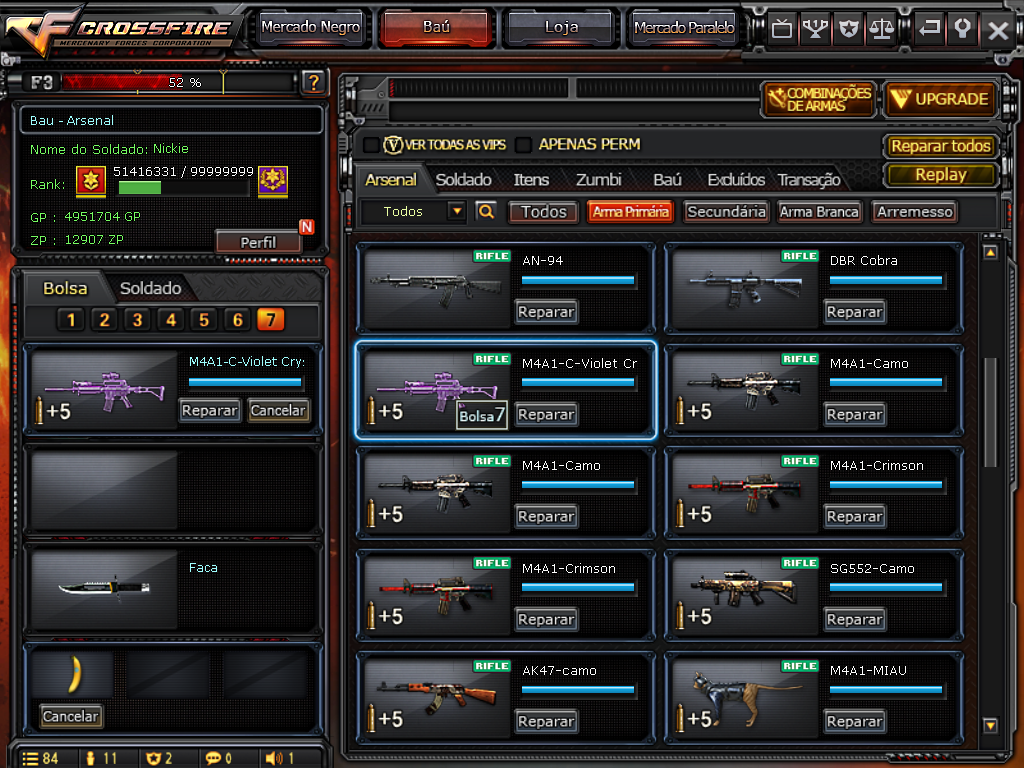 CROSSFIRE
MERCENARY FORCES CORPORATION
Mercado Negro
Baú
Loja
Mercado Paralelo
F3
52 %
?
Bau - Arsenal
Nome do Soldado: Nickie
Rank:
51416331 / 99999999
GP : 4951704 GP
ZP : 12907 ZP
N
Perfil
COMBINAÇÕES
DE ARMAS
UPGRADE
V VER TODAS AS VIPS
APENAS PERM
Reparar todos
Replay
Arsenal
Soldado
Itens
Zumbi
Baú
Excluídos
Transação
Todos
Todos
Arma Primária
Secundária
Arma Branca
Arremesso
Bolsa
Soldado
1 2 3 4 5 6 7
M4A1-C-Violet Cry:
+5
Reparar
Cancelar
Faca
Cancelar
84
11
2
0
1
RIFLE
AN-94
Reparar
RIFLE
DBR Cobra
Reparar
RIFLE
M4A1-C-Violet Cr
+5
Bolsa7
Reparar
RIFLE
M4A1-Camo
+5
Reparar
RIFLE
M4A1-Camo
+5
Reparar
RIFLE
M4A1-Crimson
+5
Reparar
RIFLE
M4A1-Crimson
+5
Reparar
RIFLE
SG552-Camo
+5
Reparar
RIFLE
AK47-camo
+5
Reparar
RIFLE
M4A1-MIAU
+5
Reparar